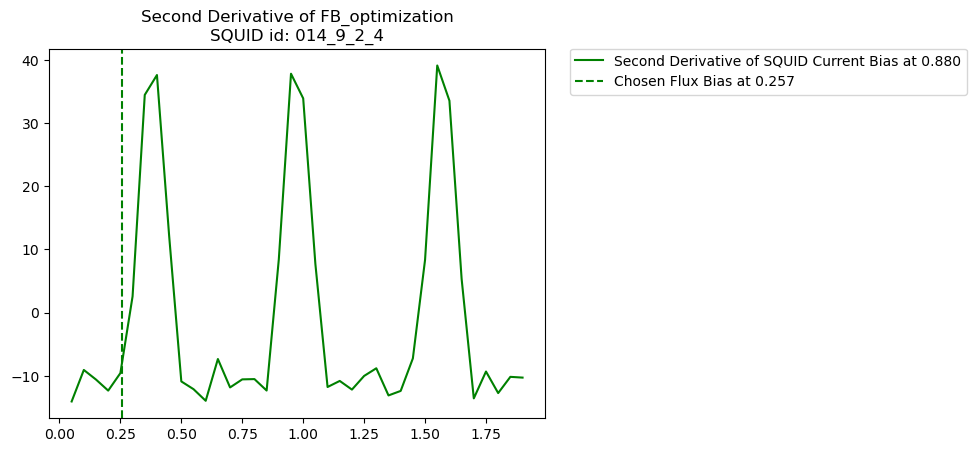 Second Derivative of FB_optimization
SQUID id: 014_9_2_4
Second Derivative of SQUID Current Bias at 0.880
Chosen Flux Bias at 0.257
40
30
20
10
0
−10
0.00 0.25 0.50 0.75 1.00 1.25 1.50 1.75